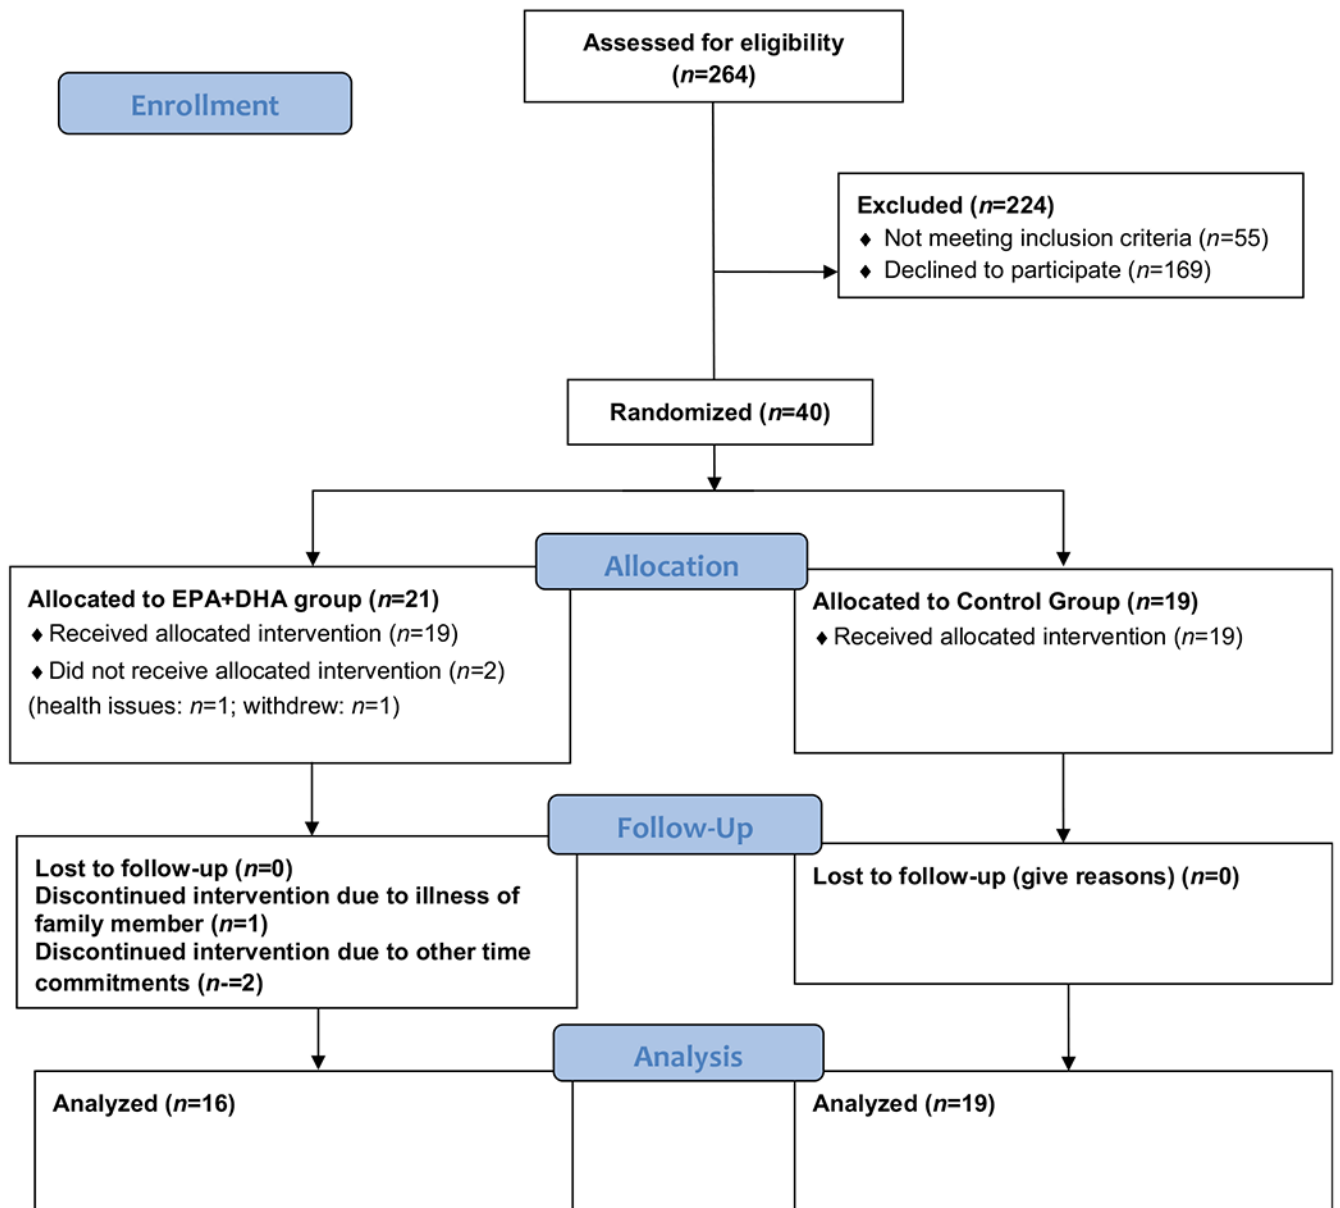 Assessed for eligibility
(n=264)
Enrollment
Excluded (n=224)
♦ Not meeting inclusion criteria (n=55)
♦ Declined to participate (n=169)
Randomized (n=40)
Allocation
Allocated to EPA+DHA group (n=21)
♦ Received allocated intervention (n=19)
♦ Did not receive allocated intervention (n=2)
(health issues: n=1; withdrew: n=1)
Allocated to Control Group (n=19)
♦ Received allocated intervention (n=19)
Follow-Up
Lost to follow-up (n=0)
Discontinued intervention due to illness of
family member (n=1)
Discontinued intervention due to other time
commitments (n-=2)
Lost to follow-up (give reasons) (n=0)
Analysis
Analyzed (n=16)
Analyzed (n=19)